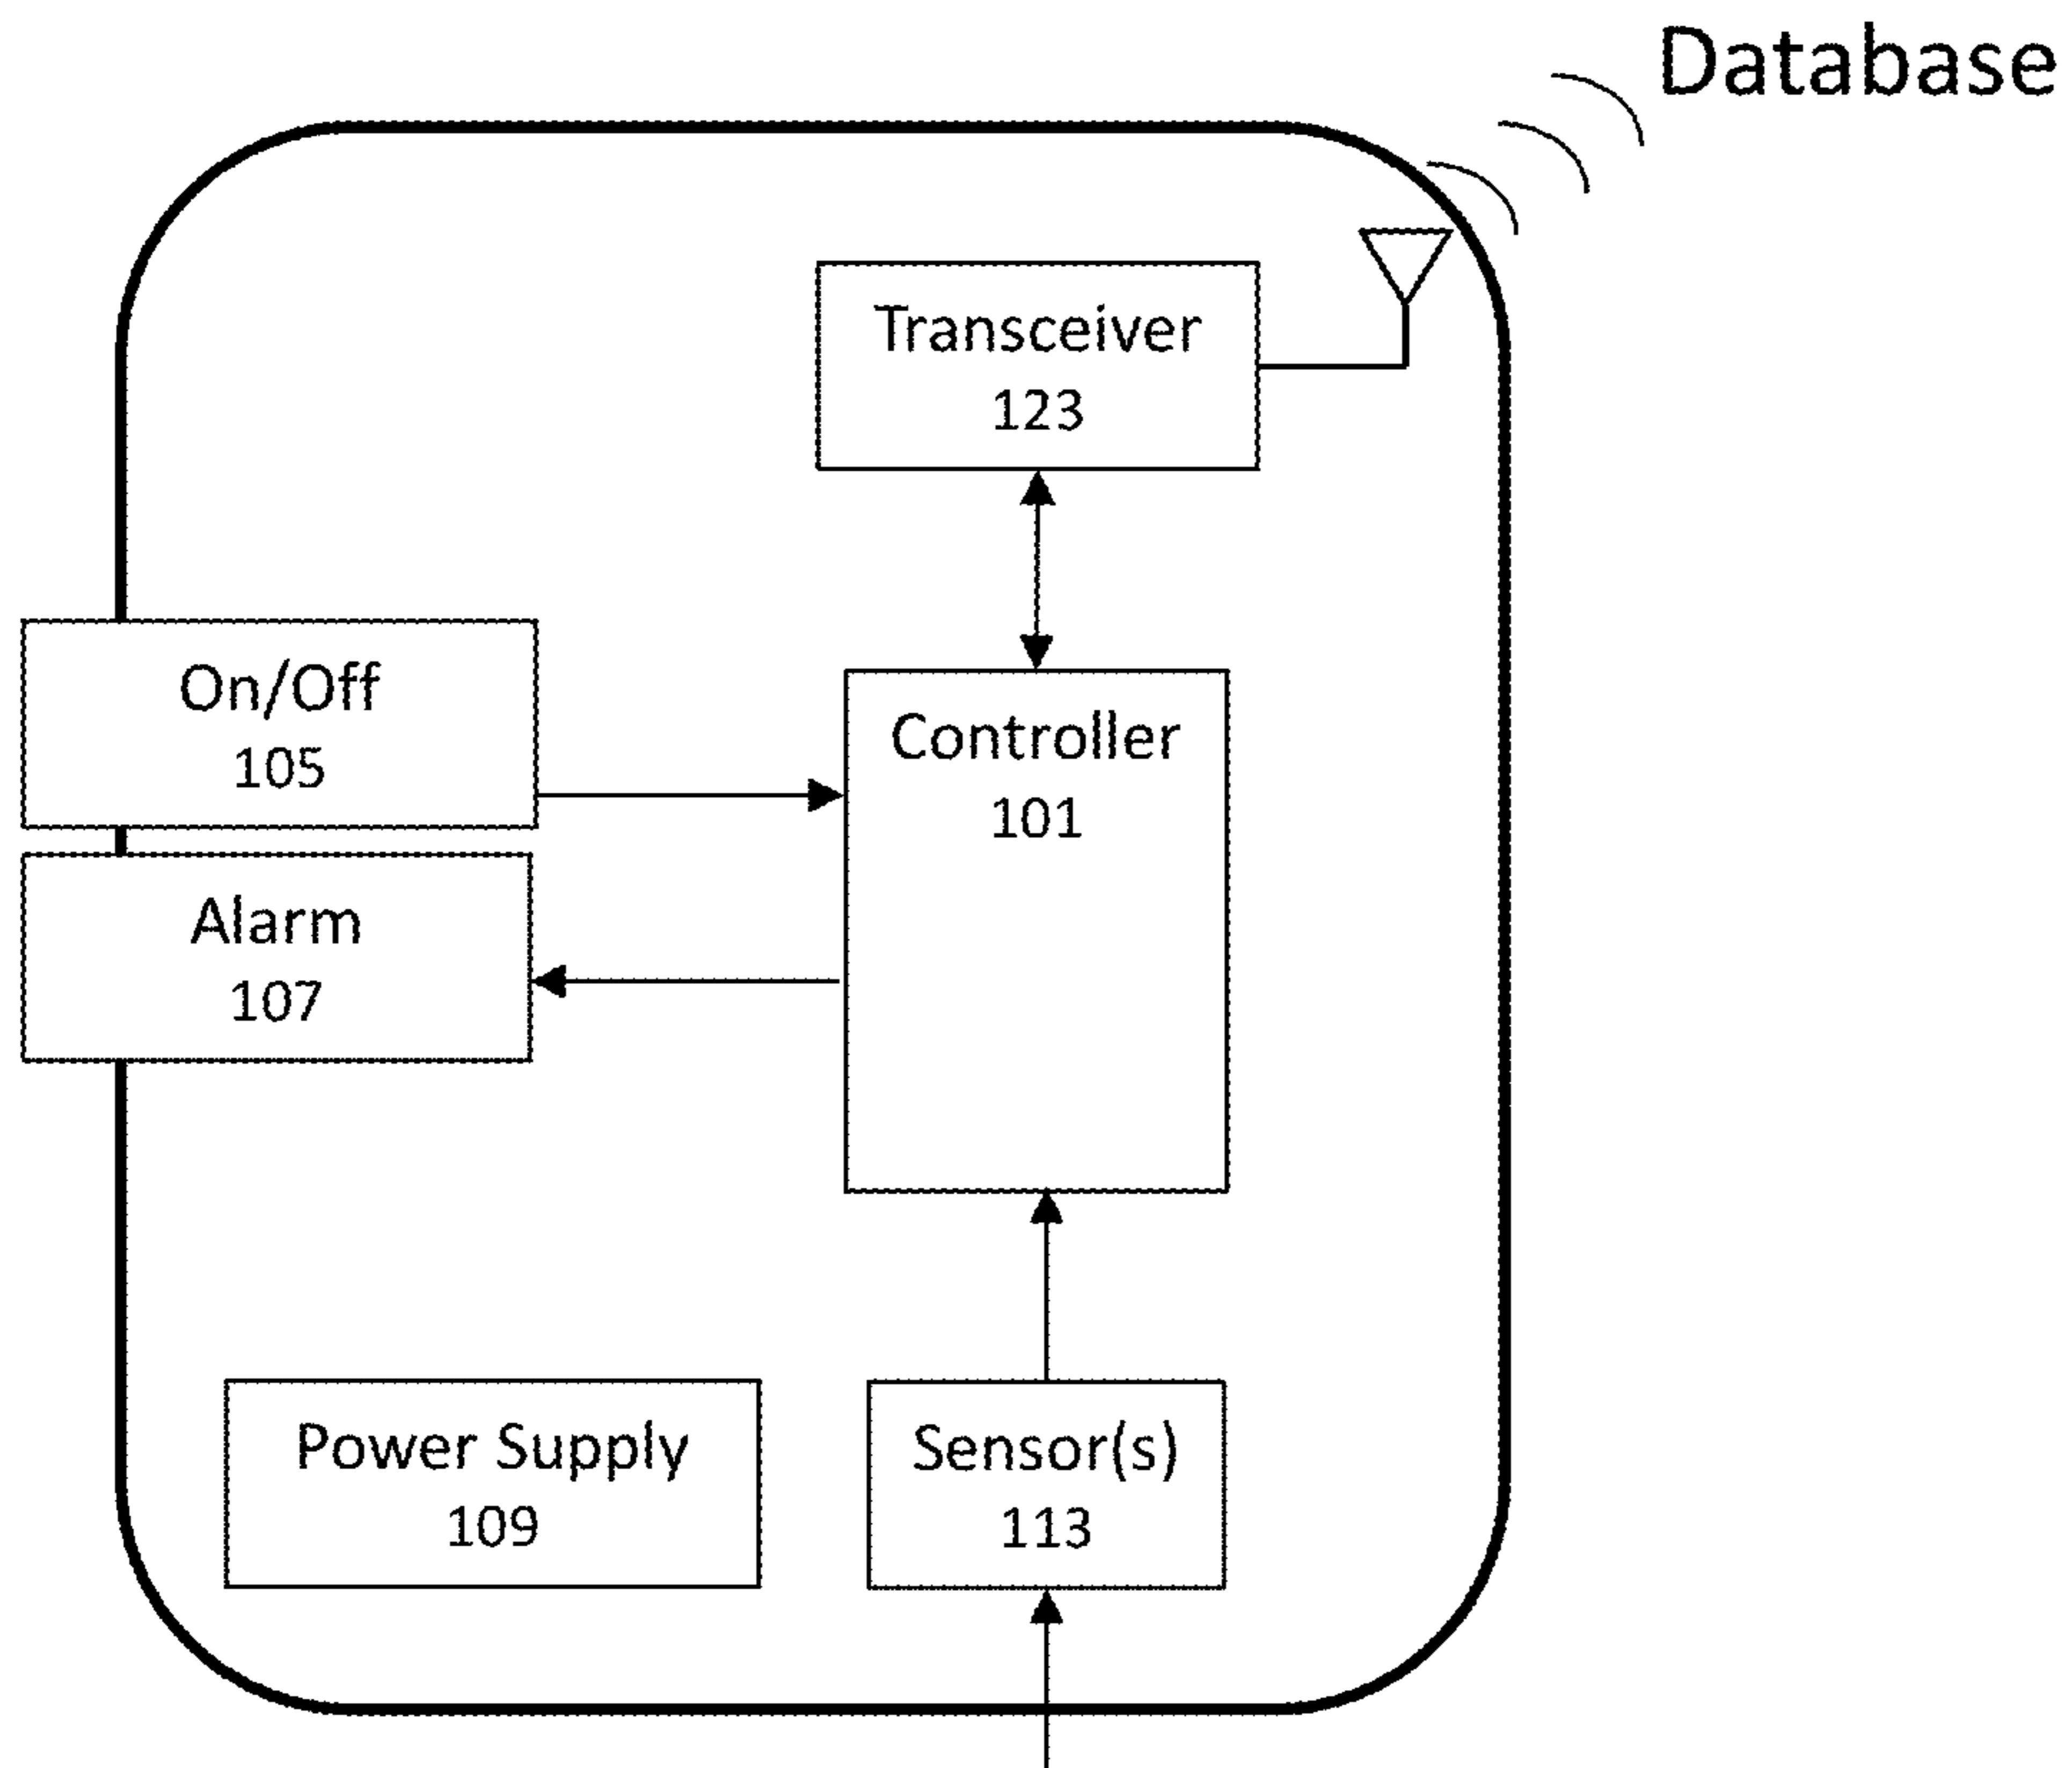 Database
Transceiver
123
On/Off
105
Controller
101
Alarm
107
Power Supply
109
Sensor(s)
113